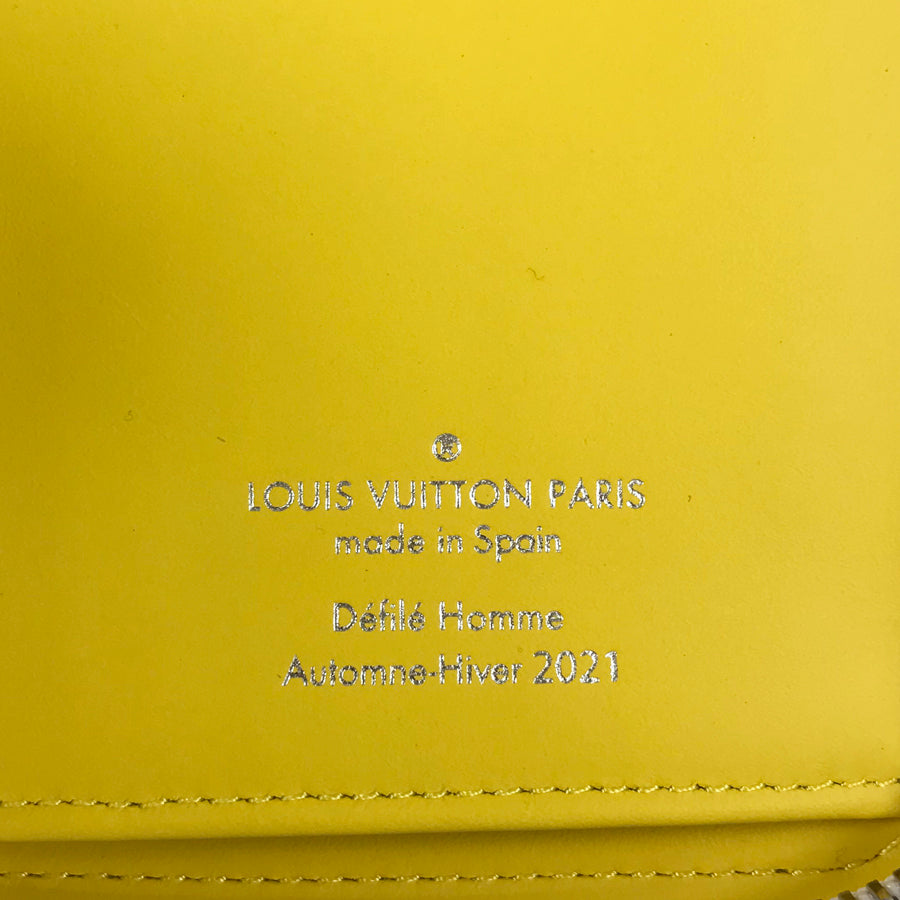 LOUIS VUITTON PARIS
made in Spain
Défilé Homme
Automne-Hiver 2021